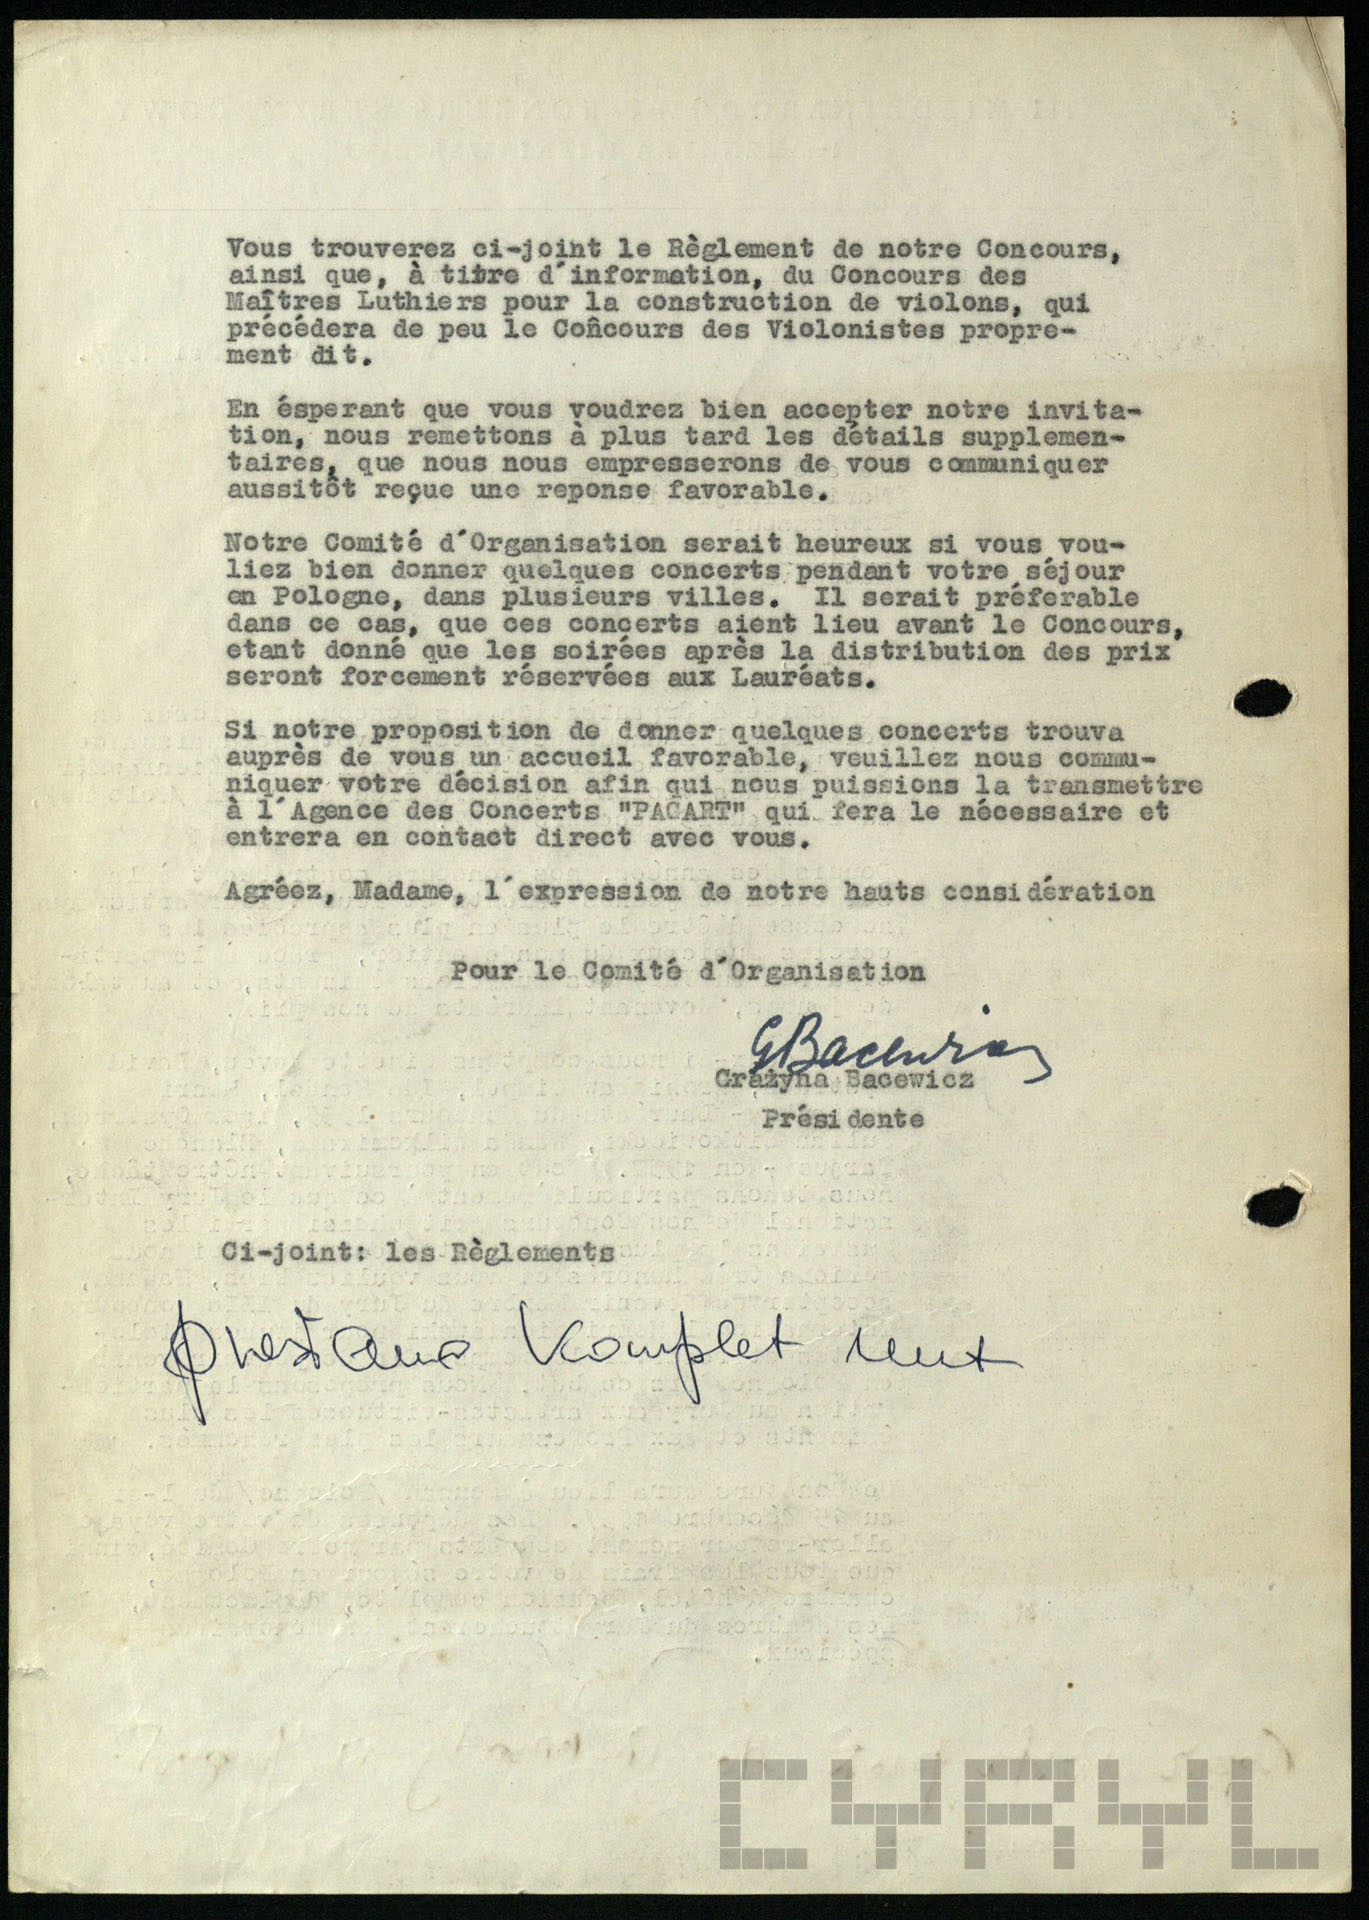 Vous trouverez ci-joint le Règlement de notre Concours,
ainsi que, à titre d´information, du Concours des
Maîtres Luthiers pour la construction de violons, qui
précédera de peu le Concours des Violonistes propre-
ment dit.
En ésperant que vous voudrez bien accepter notre invita-
tion, nous remettons à plus tard les détails supplemen-
taires, que nous nous empresserons de vous communiquer
aussitôt reçue une reponse favorable.
Notre Comité d´Organisation serait heureux si vous vou-
liez bien donner quelques concerts pendant votre séjour
en Pologne, dans plusieurs villes. Il serait préferable
dans ce cas, que ces concerts aient lieu avant le Concours,
etant donné que les soirées après la distribution des prix
seront forcement réservées aux Lauréats.
Si notre proposition de donner quelques concerts trouva
auprès de vous un accueil favorable, veuillez nous commu-
niquer votre décision afin qui nous puissions la transmettre
à l´Agence des Concerts "PAGART" qui fera le nécessaire et
entrera en contact direct avec vous.
Agréez, Madame, l´expression de notre hauts considération
Pour le Comité d´Organisation
GBacewicz
Grażyna Bacewicz
Présidente
Ci-joint: les Règlements
Komplet
CYRYL